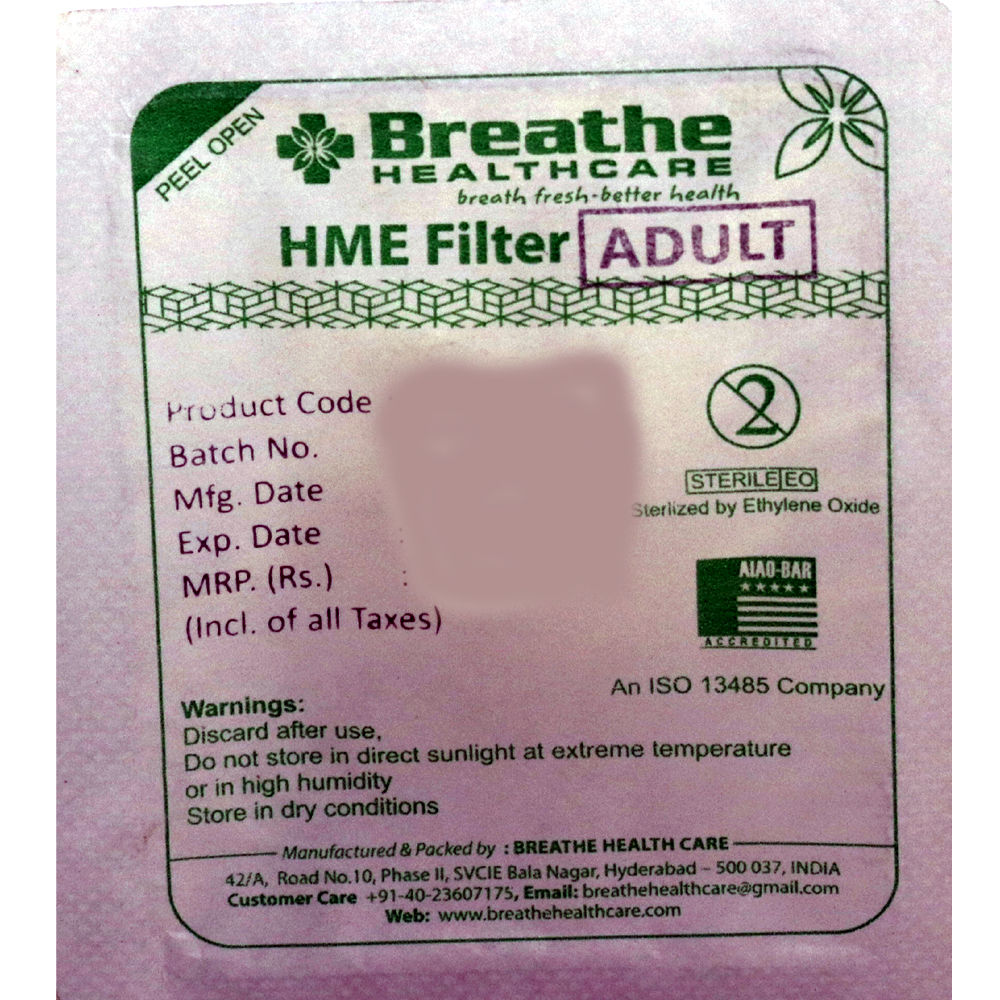 PEEL OPEN
Breathe
HEALTHCARE
breath fresh-better health
HME Filter ADULT
Product Code
Batch No.
Mfg. Date
Exp. Date :
MRP. (Rs.) :
(Incl. of all Taxes)
2
STERILE EO
Sterilized by Ethylene Oxide
AIAO-BAR
ACCREDITED
An ISO 13485 Company
Warnings:
Discard after use,
Do not store in direct sunlight at extreme temperature
or in high humidity
Store in dry conditions
Manufactured & Packed by : BREATHE HEALTH CARE
42/A, Road No.10, Phase II, SVCIE Bala Nagar, Hyderabad – 500 037, INDIA
Customer Care +91-40-23607175, Email: breathehealthcare@gmail.com
Web: www.breathehealthcare.com